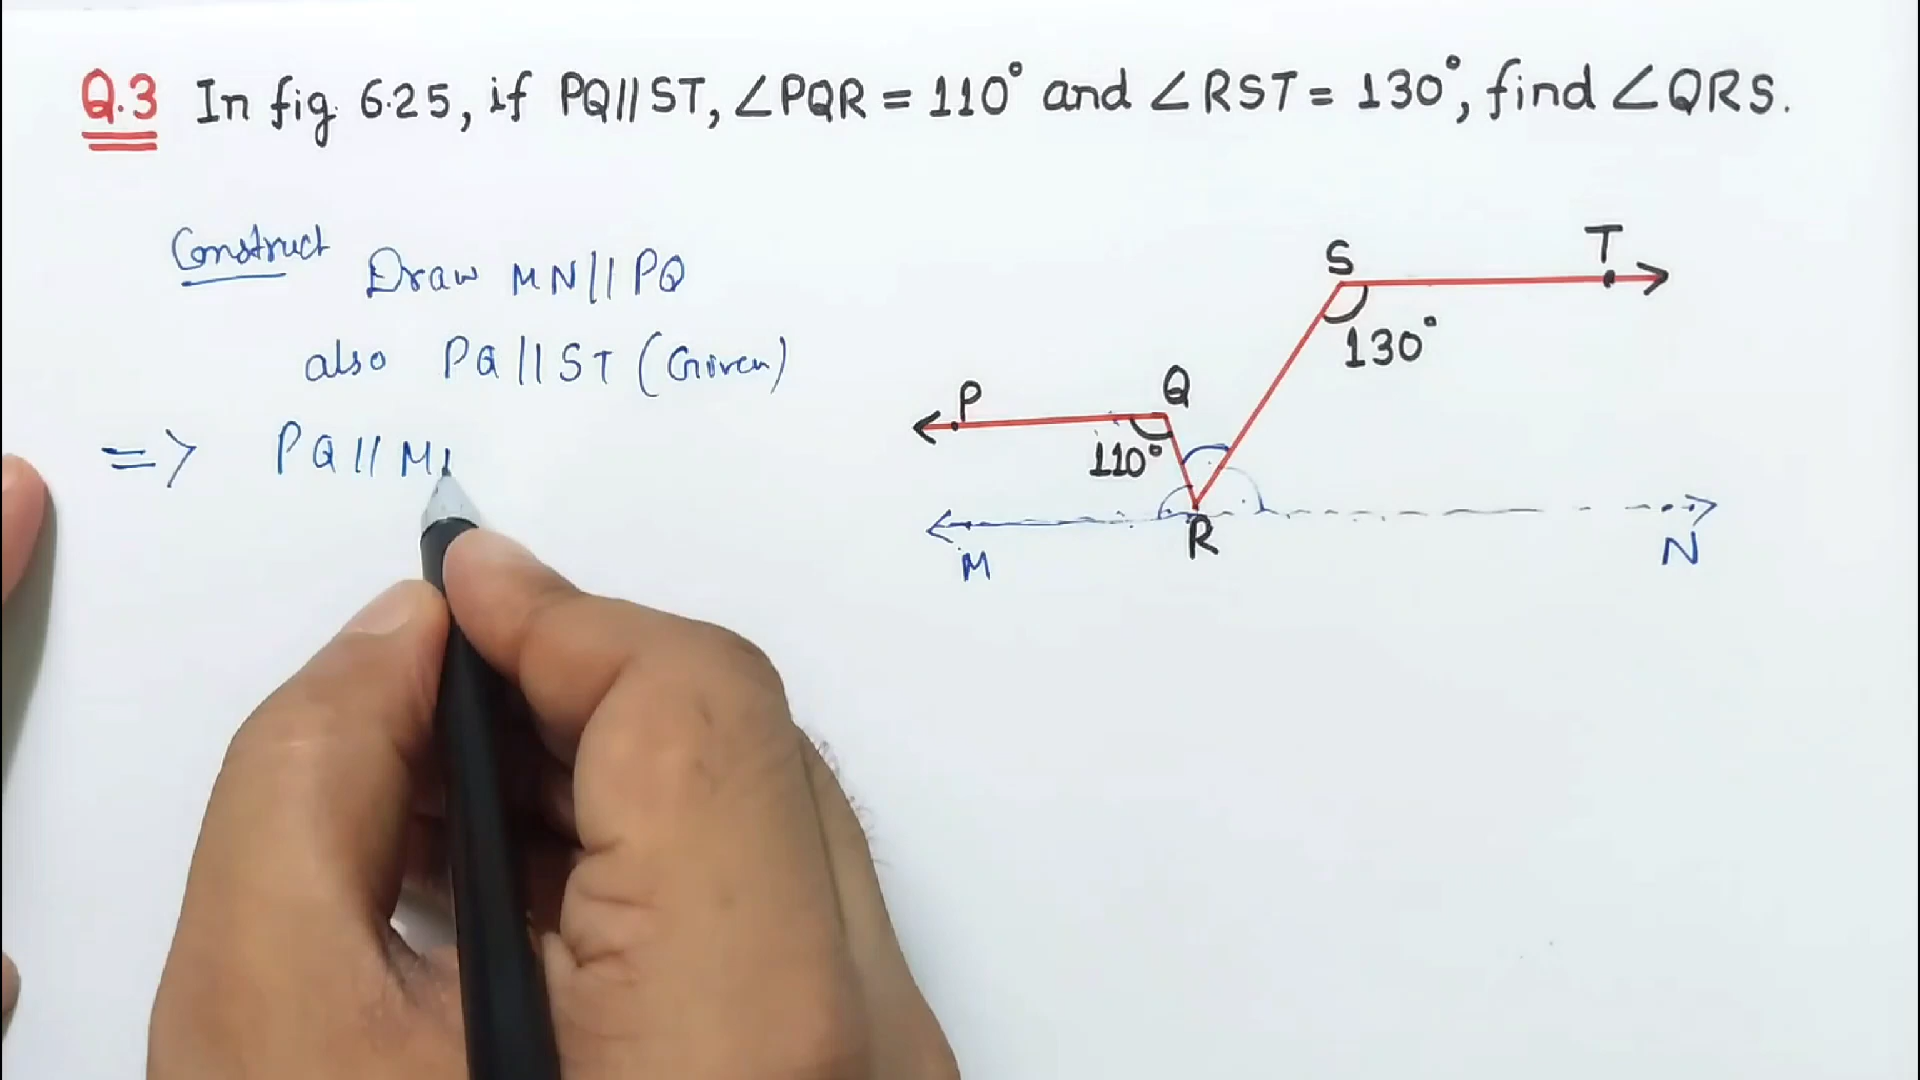 Q.3 In fig. 6.25, if PQ||ST, ∠PQR = 110° and ∠RST = 130°, find ∠QRS.
Construct Draw MN||PQ
also PQ||ST (Given)
=> PQ||M
S T
130°
P Q
110°
R
M N